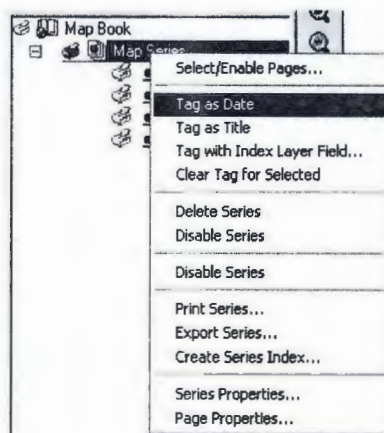 Map Book
Map Series
Select/Enable Pages...
Tag as Date
Tag as Title
Tag with Index Layer Field...
Clear Tag for Selected
Delete Series
Disable Series
Disable Series
Print Series...
Export Series...
Create Series Index...
Series Properties...
Page Properties...